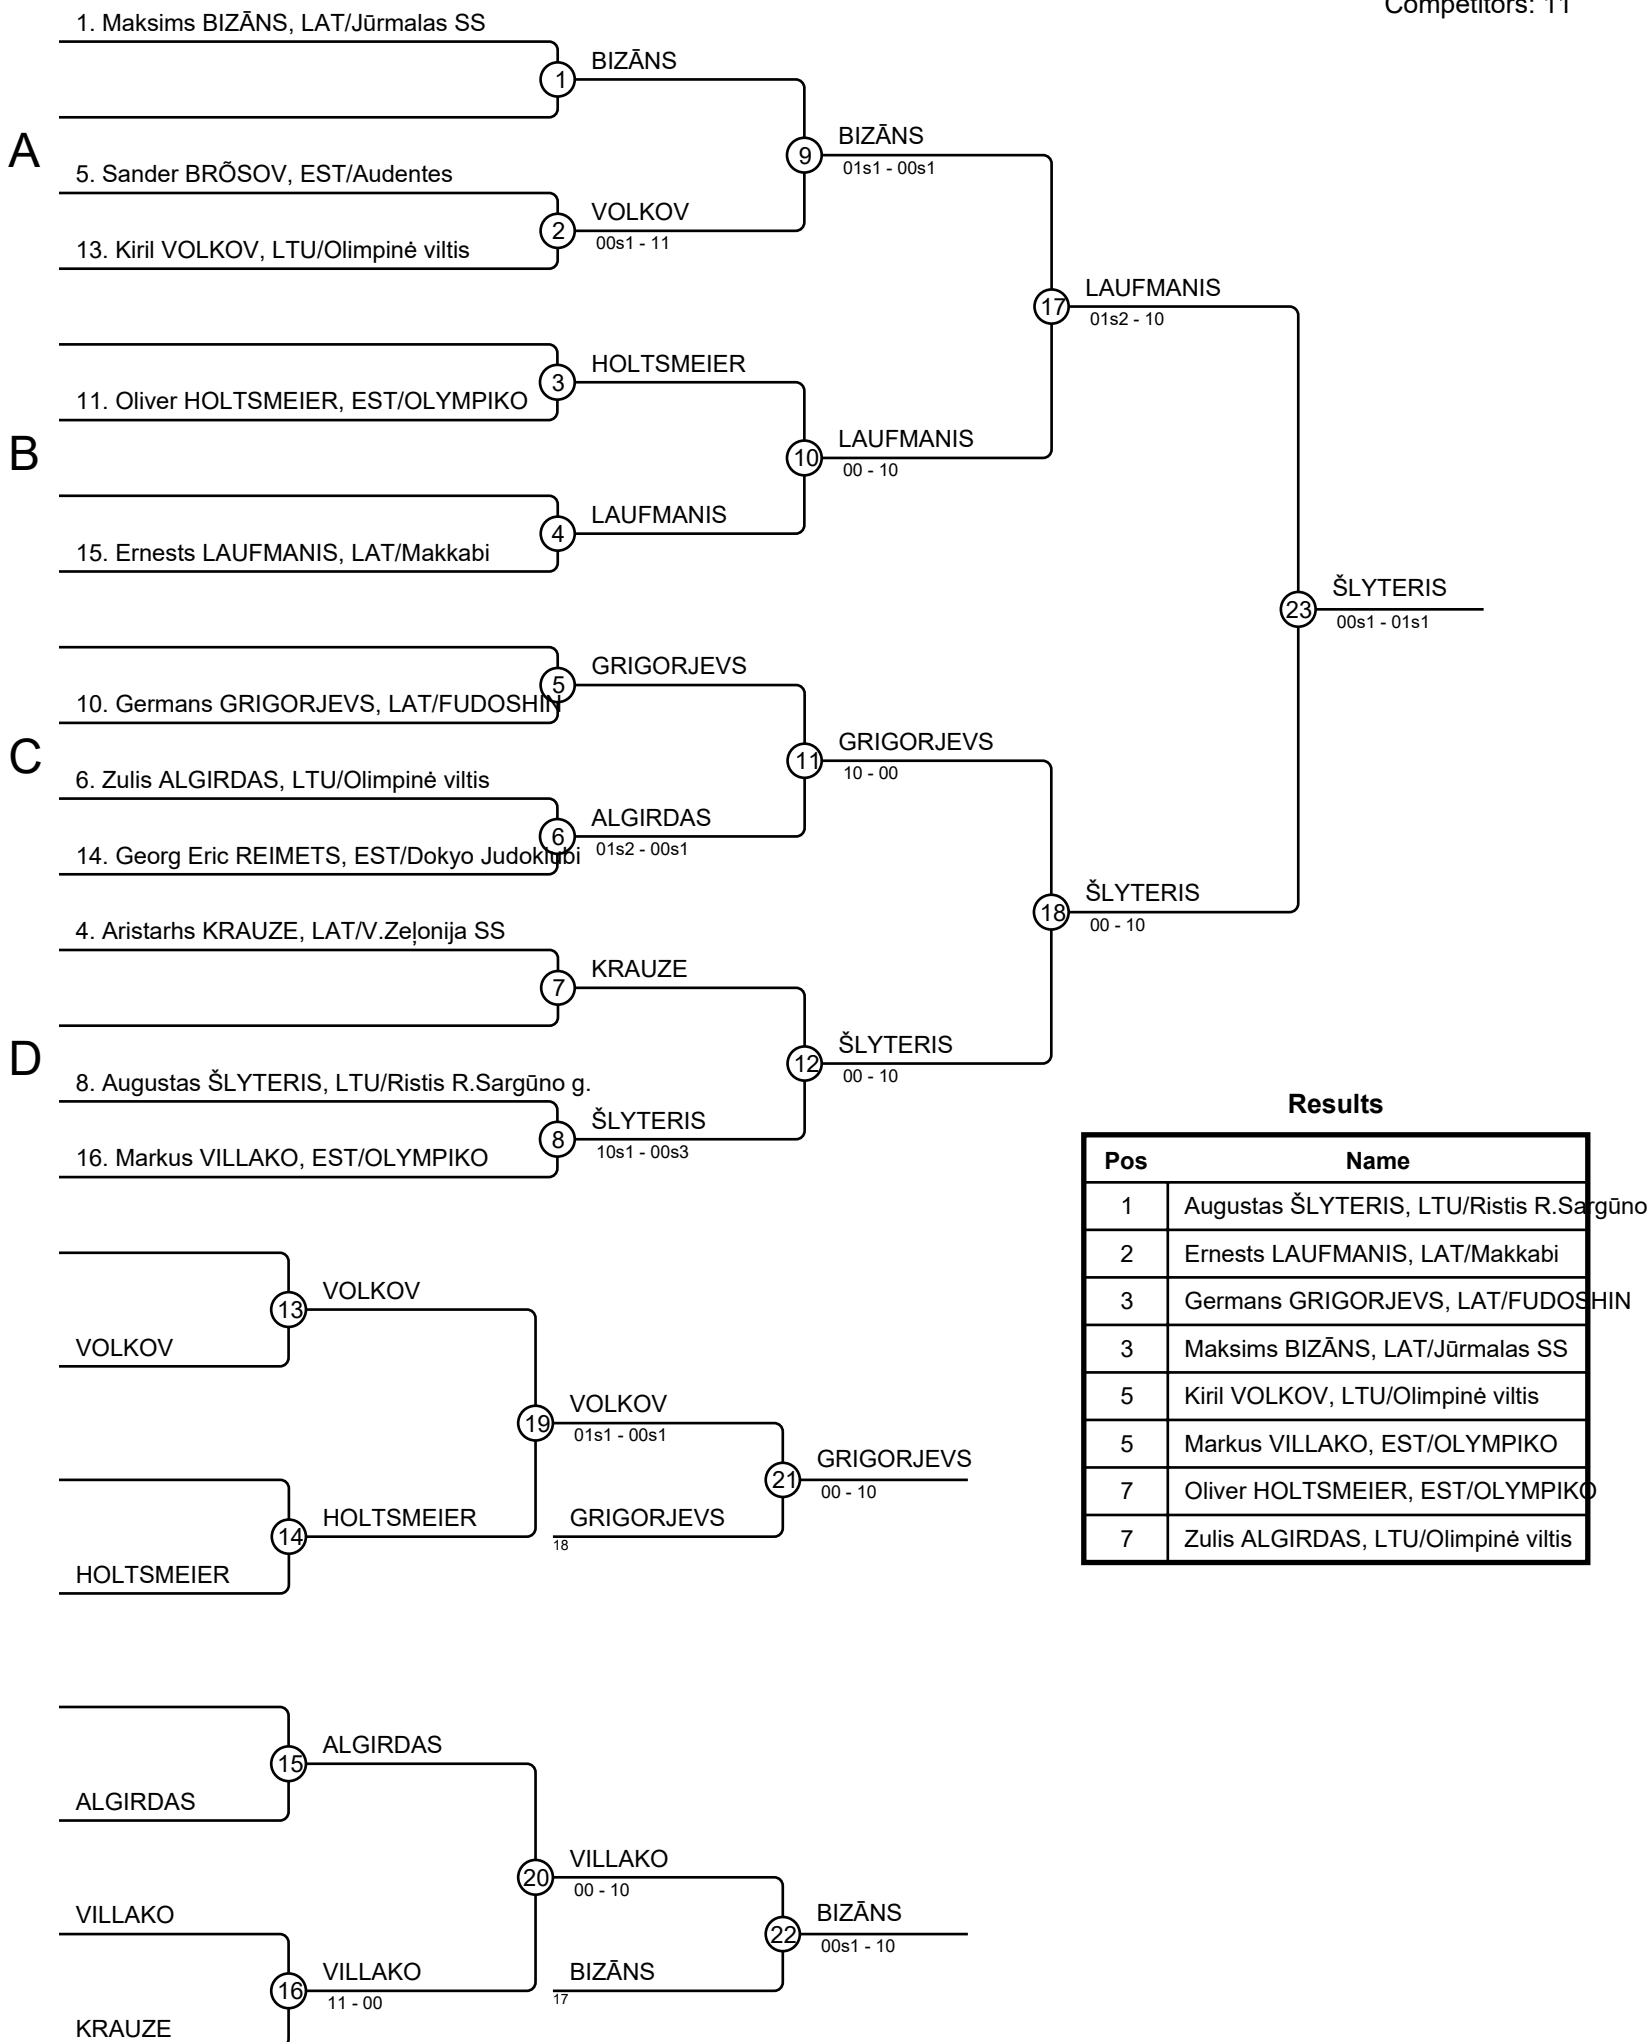 Competitors: 11
1. Maksims BIZĀNS, LAT/Jūrmalas SS
1
BIZĀNS
A
9
BIZĀNS
01s1 - 00s1
5. Sander BRÕSOV, EST/Audentes
2
VOLKOV
00s1 - 11
13. Kiril VOLKOV, LTU/Olimpinė viltis
17
LAUFMANIS
01s2 - 10
3
HOLTSMEIER
11. Oliver HOLTSMEIER, EST/OLYMPIKO
B
10
LAUFMANIS
00 - 10
4
LAUFMANIS
15. Ernests LAUFMANIS, LAT/Makkabi
23
ŠLYTERIS
00s1 - 01s1
5
GRIGORJEVS
10. Germans GRIGORJEVS, LAT/FUDOSHIN
C
11
GRIGORJEVS
10 - 00
6. Zulis ALGIRDAS, LTU/Olimpinė viltis
6
ALGIRDAS
01s2 - 00s1
14. Georg Eric REIMETS, EST/Dokyo Judoklubi
18
ŠLYTERIS
00 - 10
4. Aristarhs KRAUZE, LAT/V.Zeļonija SS
7
KRAUZE
D
12
ŠLYTERIS
00 - 10
8. Augustas ŠLYTERIS, LTU/Ristis R.Sargūno g.
8
ŠLYTERIS
10s1 - 00s3
16. Markus VILLAKO, EST/OLYMPIKO
Results
Pos Name
1 Augustas ŠLYTERIS, LTU/Ristis R.Sargūno
2 Ernests LAUFMANIS, LAT/Makkabi
3 Germans GRIGORJEVS, LAT/FUDOSHIN
3 Maksims BIZĀNS, LAT/Jūrmalas SS
5 Kiril VOLKOV, LTU/Olimpinė viltis
5 Markus VILLAKO, EST/OLYMPIKO
7 Oliver HOLTSMEIER, EST/OLYMPIKO
7 Zulis ALGIRDAS, LTU/Olimpinė viltis
13
VOLKOV
VOLKOV
19
VOLKOV
01s1 - 00s1
21
GRIGORJEVS
00 - 10
14
HOLTSMEIER
GRIGORJEVS
18
HOLTSMEIER
15
ALGIRDAS
ALGIRDAS
20
VILLAKO
00 - 10
VILLAKO
22
BIZĀNS
00s1 - 10
16
VILLAKO
11 - 00
BIZĀNS
17
KRAUZE